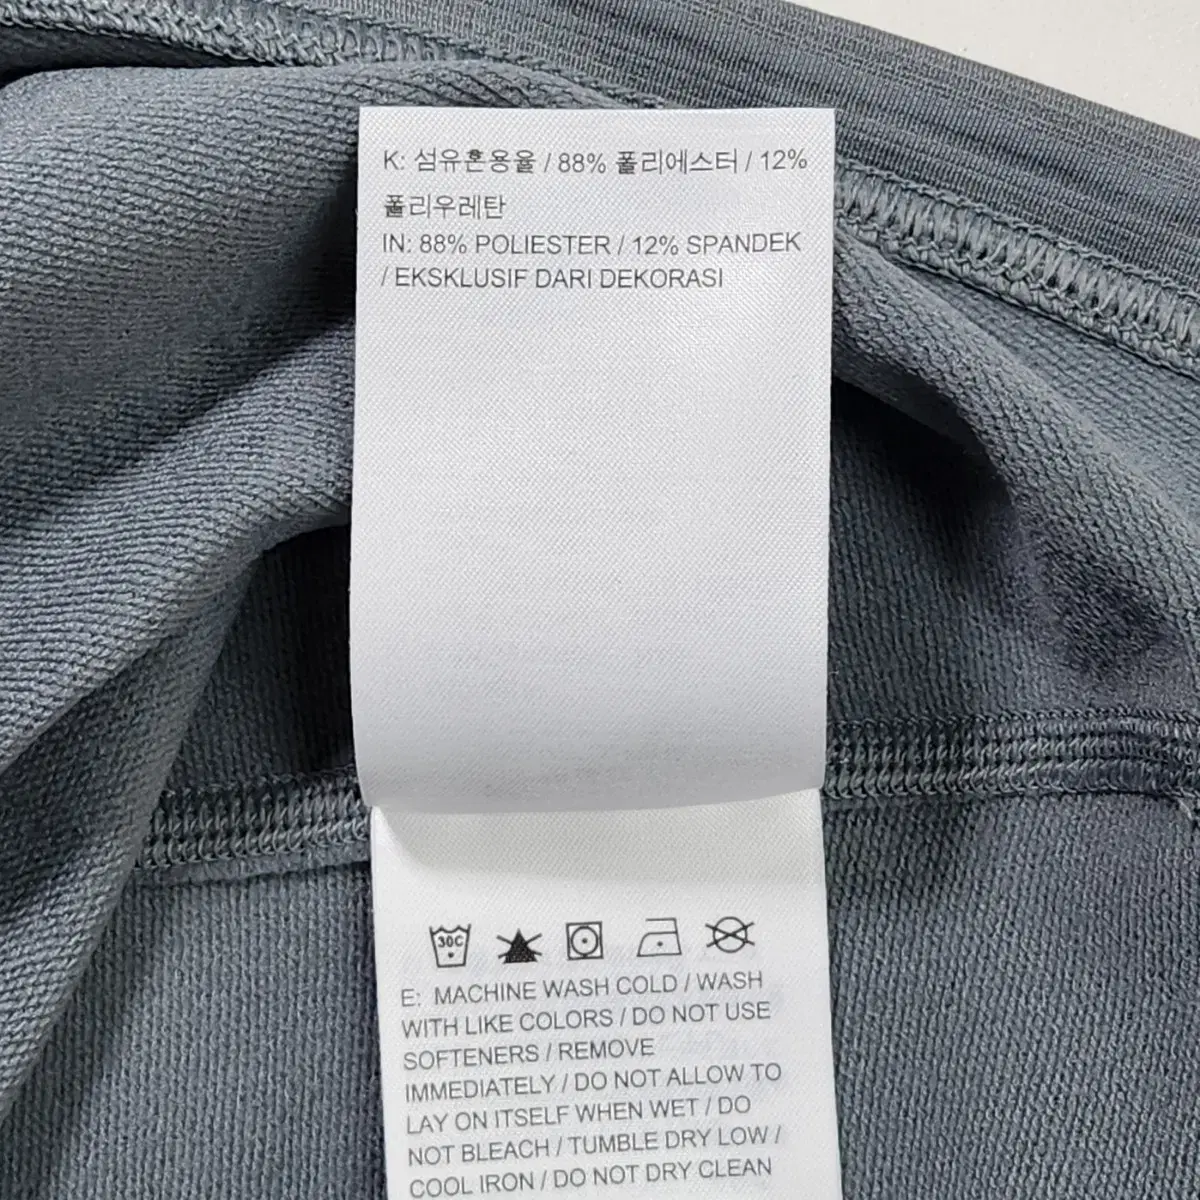 K: 섬유혼용율 / 88% 폴리에스터 / 12%
폴리우레탄
IN: 88% POLIESTER / 12% SPANDEK
/ EKSKLUSIF DARI DEKORASI
30C
E: MACHINE WASH COLD / WASH
WITH LIKE COLORS / DO NOT USE
SOFTENERS / REMOVE
IMMEDIATELY / DO NOT ALLOW TO
LAY ON ITSELF WHEN WET / DO
NOT BLEACH / TUMBLE DRY LOW /
COOL IRON / DO NOT DRY CLEAN